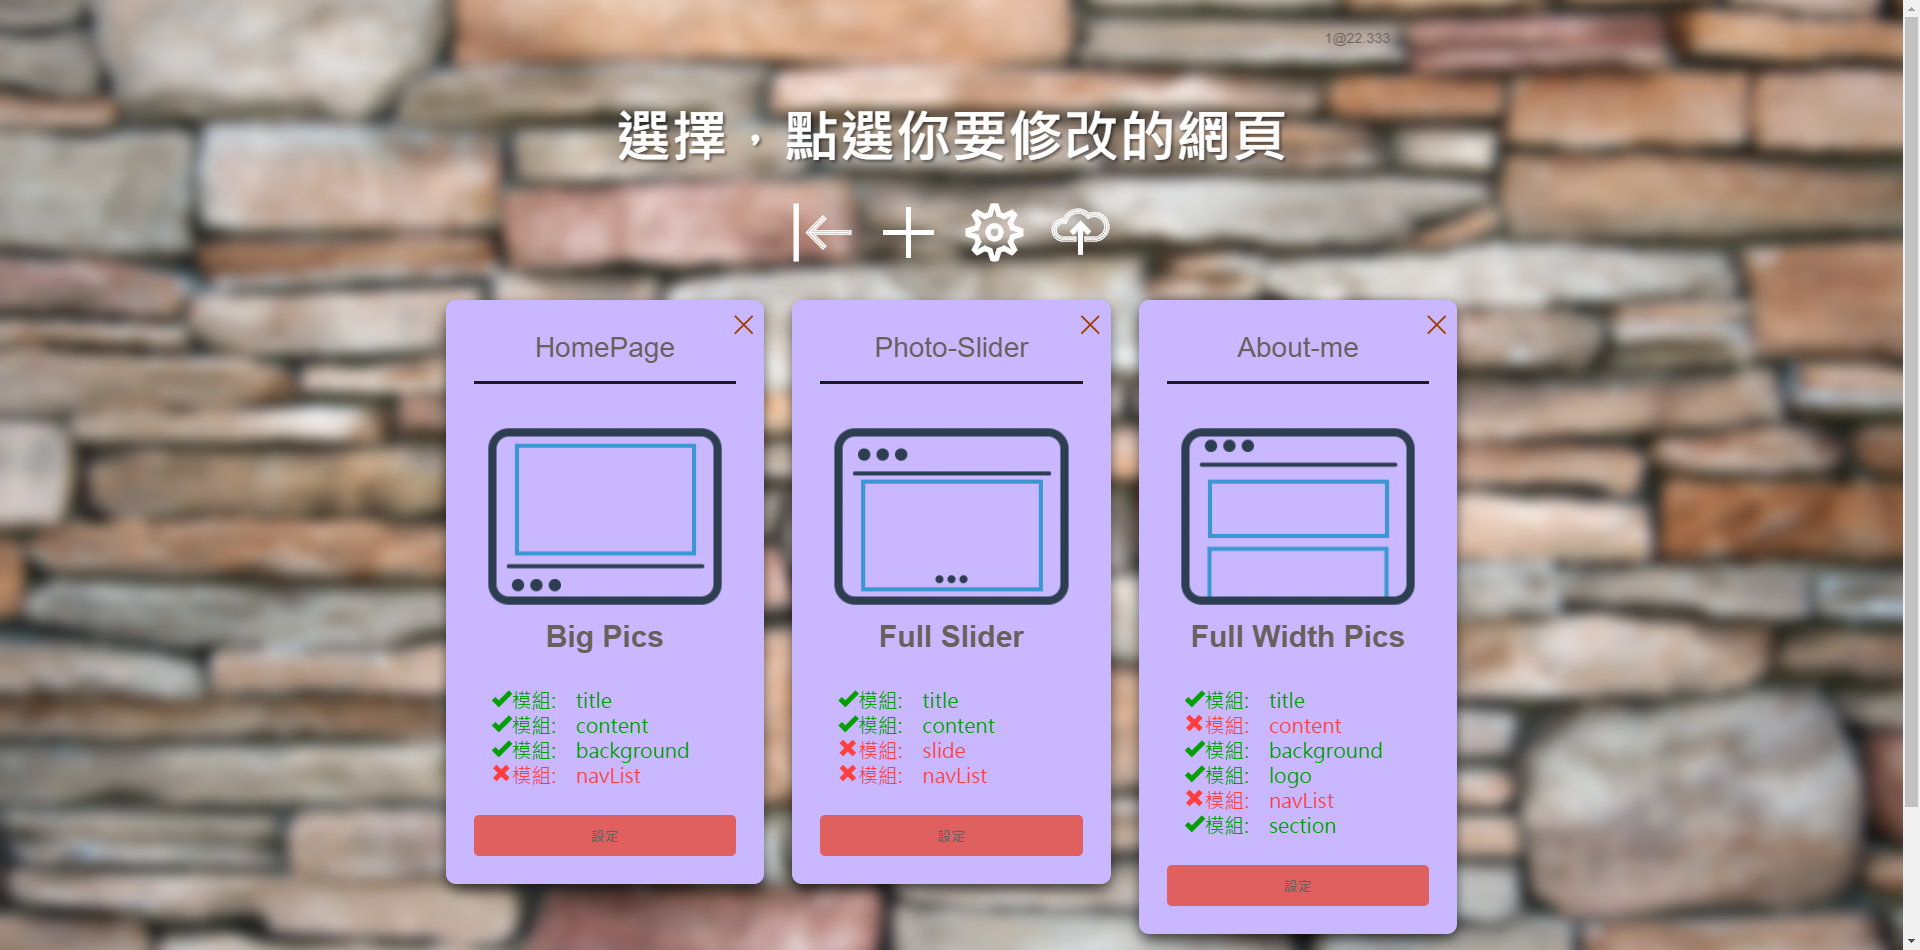 1@22.333
選擇，點選你要修改的網頁
HomePage
Big Pics
模組: title
模組: content
模組: background
模組: navList
設定
Photo-Slider
Full Slider
模組: title
模組: content
模組: slide
模組: navList
設定
About-me
Full Width Pics
模組: title
模組: content
模組: background
模組: logo
模組: navList
模組: section
設定